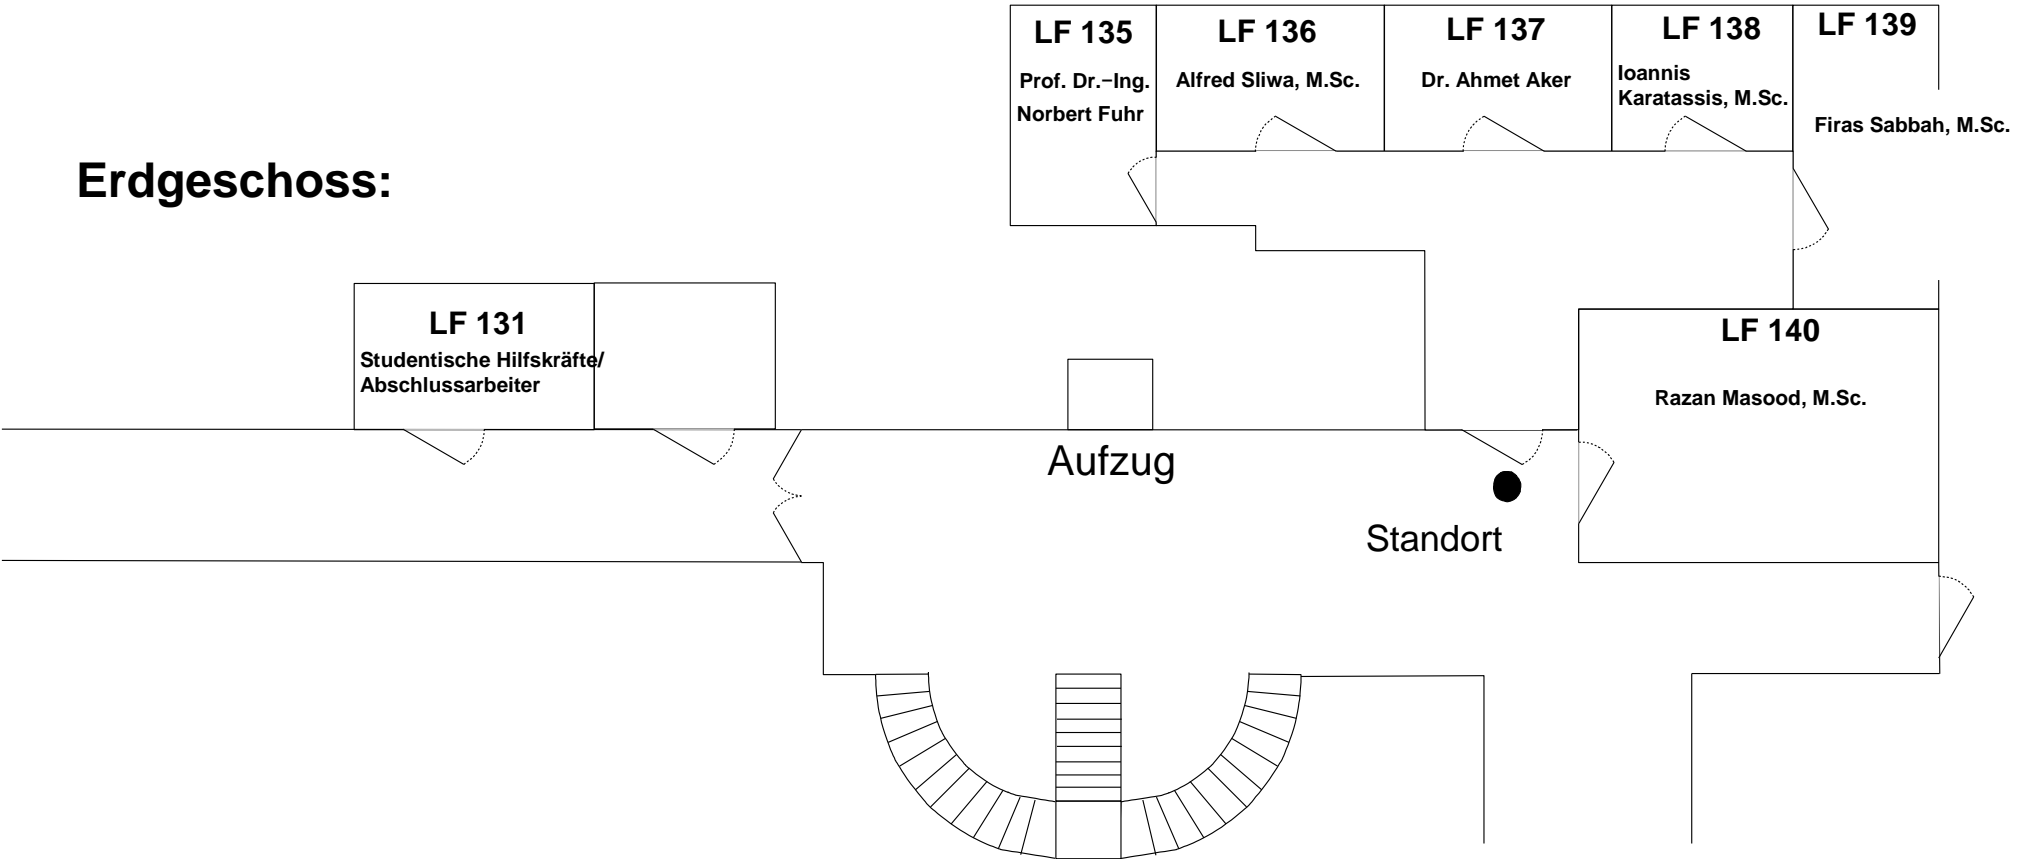 LF 135
Prof. Dr.-Ing.
Norbert Fuhr
LF 136
Alfred Sliwa, M.Sc.
LF 137
Dr. Ahmet Aker
LF 138
Ioannis
Karatassis, M.Sc.
LF 139
Firas Sabbah, M.Sc.
Erdgeschoss:
LF 131
Studentische Hilfskräfte/
Abschlussarbeiter
LF 140
Razan Masood, M.Sc.
Aufzug
Standort